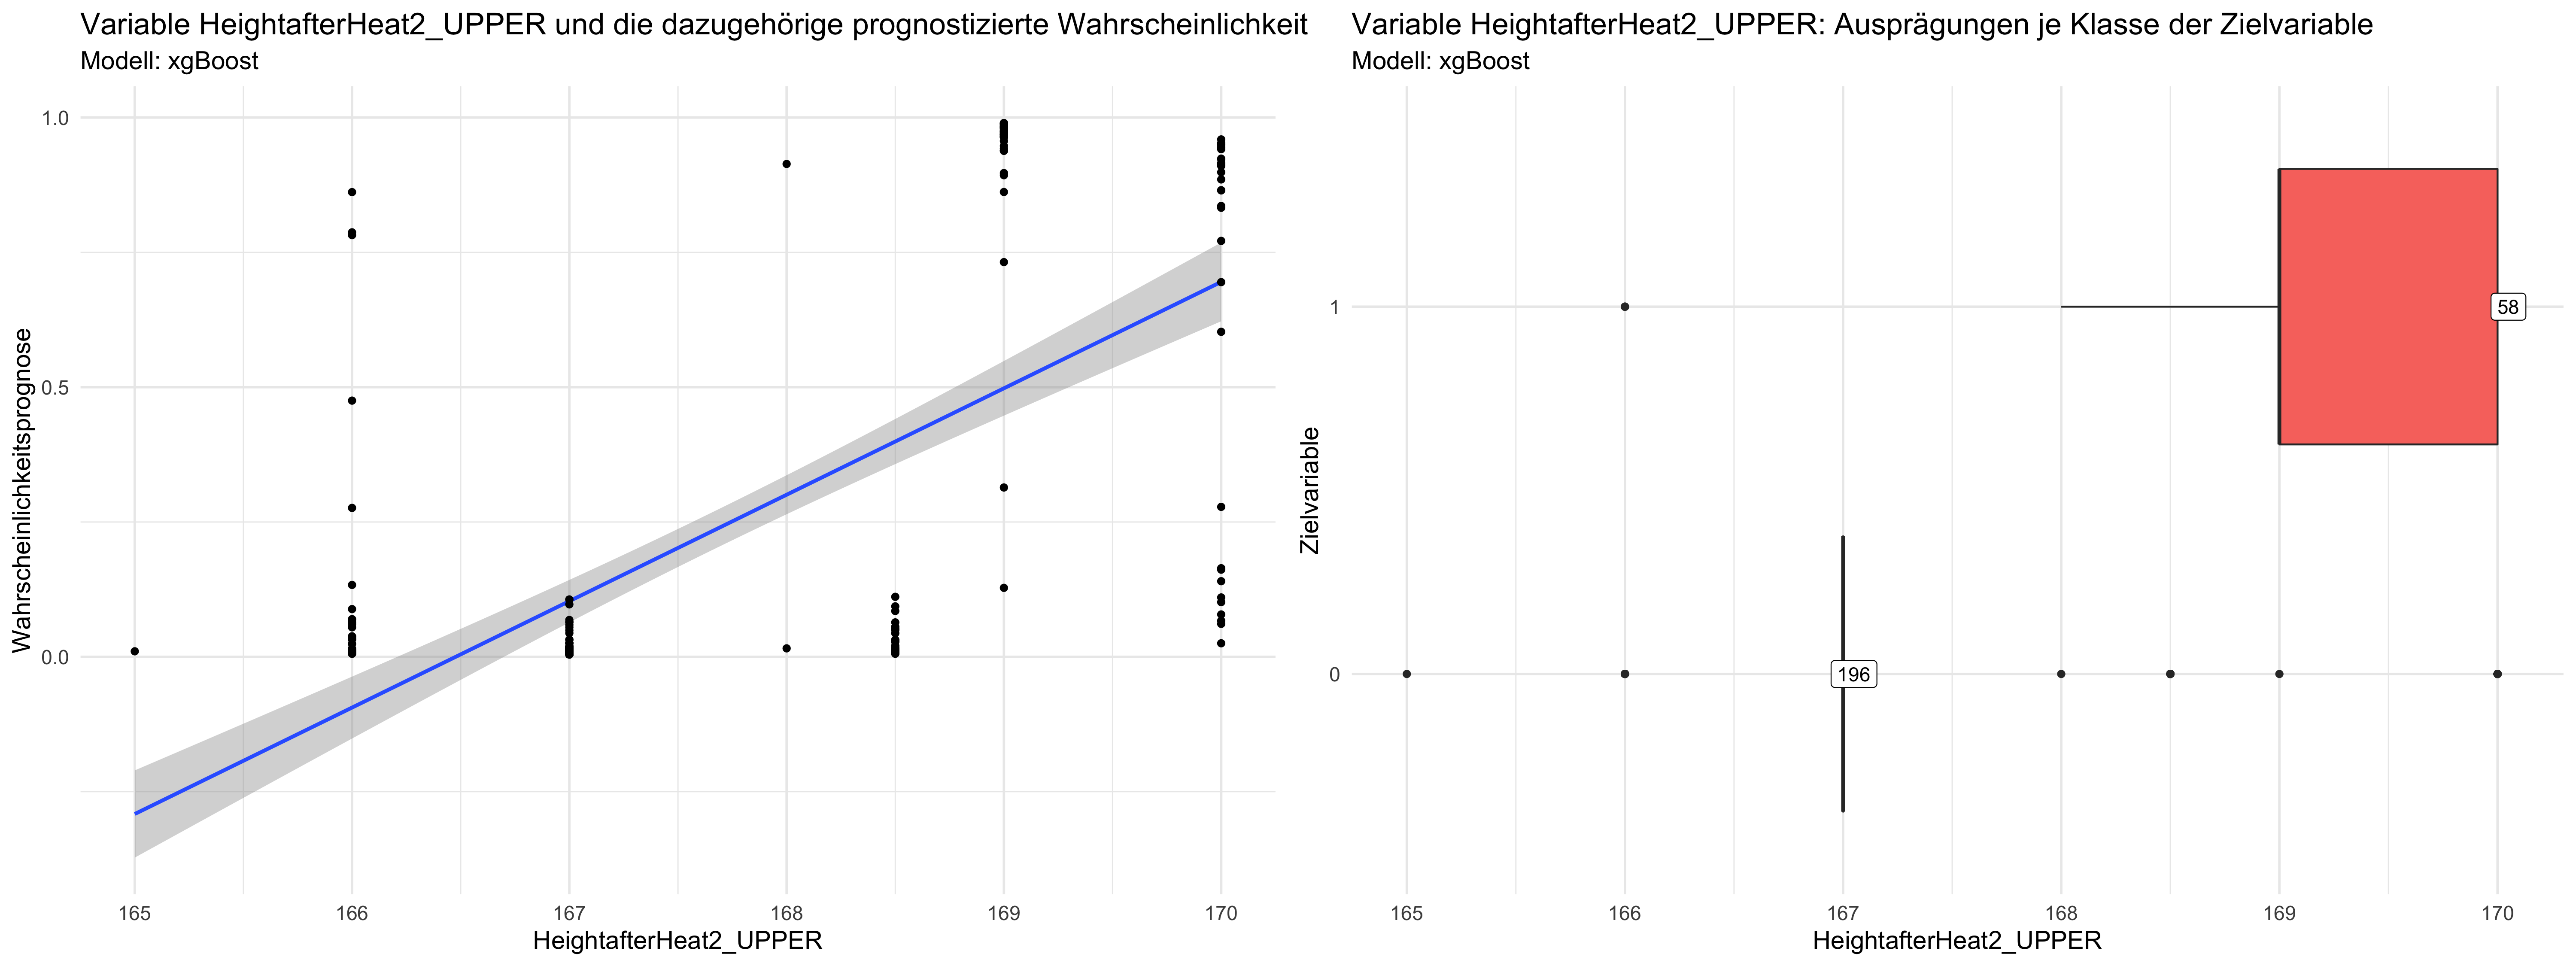 Variable HeightafterHeat2_UPPER und die dazugehörige prognostizierte Wahrscheinlichkeit
Modell: xgBoost
1.0
0.5
0.0
Wahrscheinlichkeitsprognose
165 166 167 168 169 170
HeightafterHeat2_UPPER
Variable HeightafterHeat2_UPPER: Ausprägungen je Klasse der Zielvariable
Modell: xgBoost
1
58
0
196
Zielvariable
165 166 167 168 169 170
HeightafterHeat2_UPPER